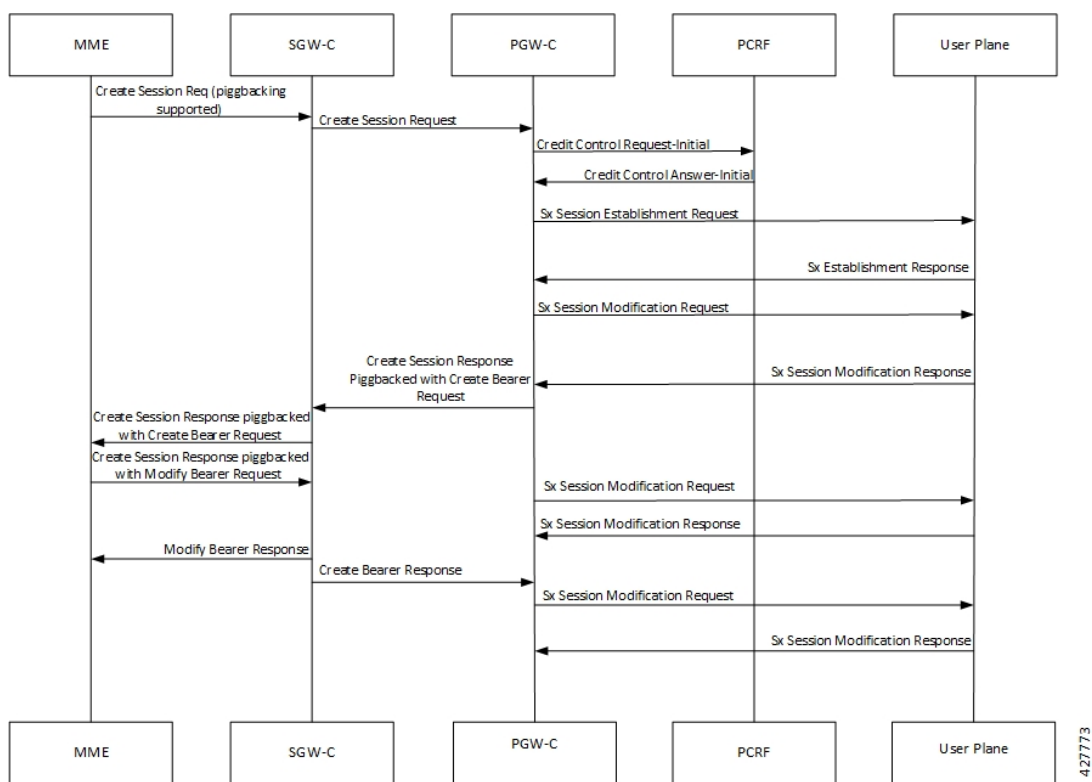 MME
SGW-C
PGW-C
PCRF
User Plane
Create Session Req (piggbacking
supported)
Create Session Request
Credit Control Request-Initial
Credit Control Answer-Initial
Sx Session Establishment Request
Sx Establishment Response
Sx Session Modification Request
Create Session Response
Piggbacked with Create Bearer
Request
Sx Session Modification Response
Create Session Response piggbacked
with Create Bearer Request
Create Session Response piggbacked
with Modify Bearer Request
Sx Session Modification Request
Sx Session Modification Response
Modify Bearer Response
Create Bearer Response
Sx Session Modification Request
Sx Session Modification Response
MME
SGW-C
PGW-C
PCRF
User Plane
427773